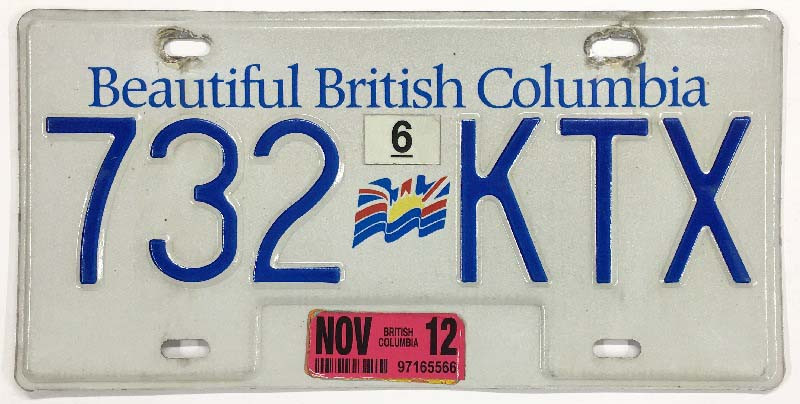 Beautiful British Columbia
732 6 KTX
NOV BRITISH COLUMBIA 12
97165566